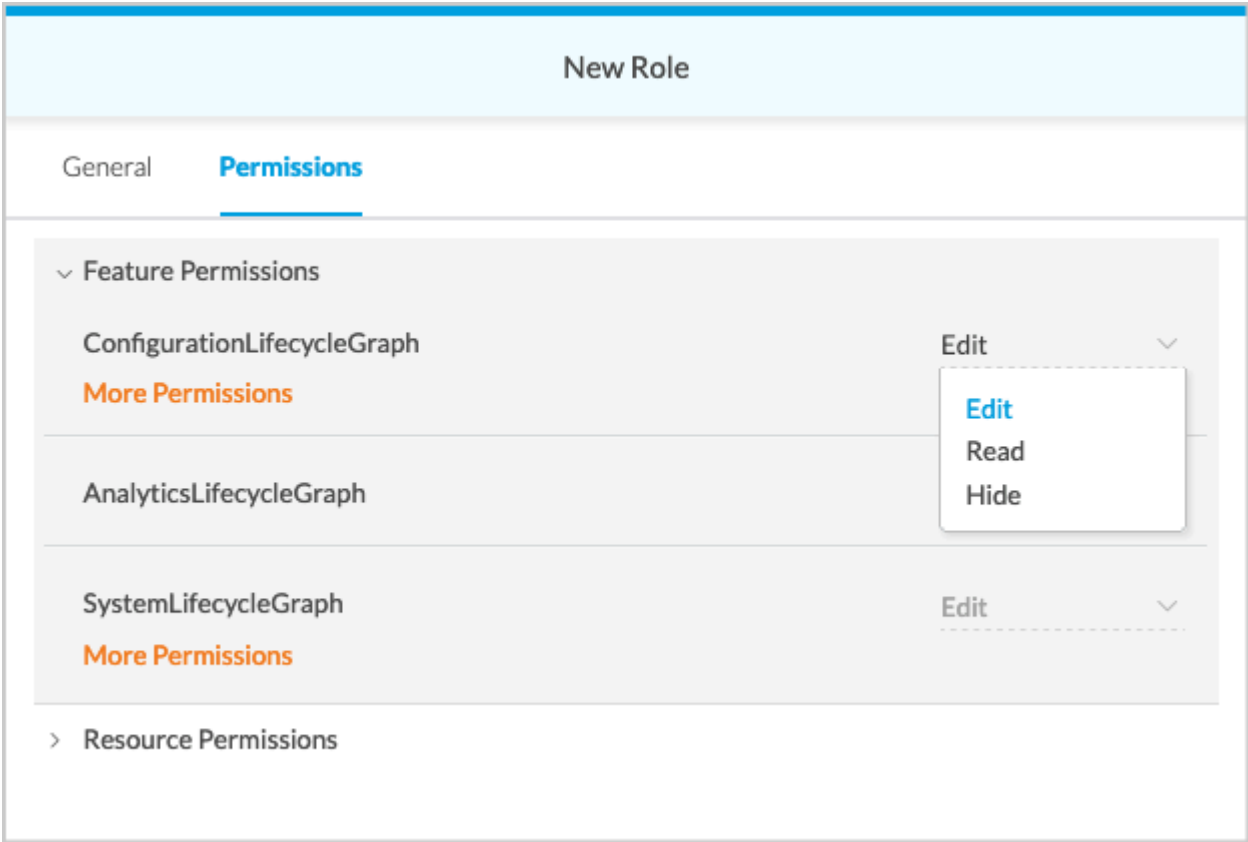 New Role
General Permissions
Feature Permissions
ConfigurationLifecycleGraph Edit
More Permissions
Edit
Read
Hide
AnalyticsLifecycleGraph
SystemLifecycleGraph Edit
More Permissions
Resource Permissions